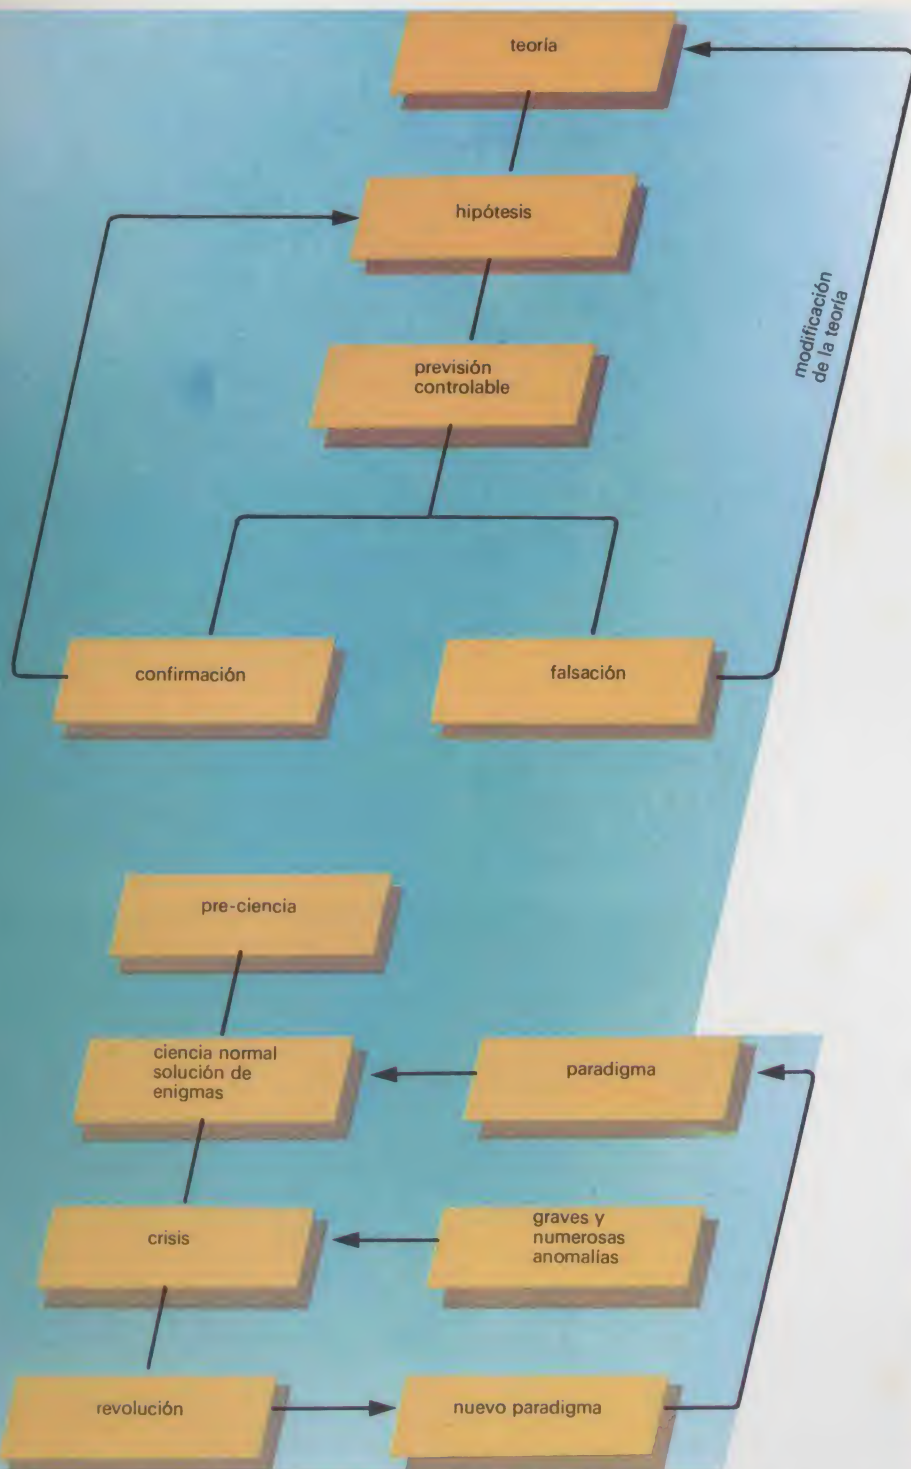 teoría
hipótesis
previsión
controlable
modificación
de la teoría
confirmación
falsación
pre-ciencia
ciencia normal
solución de
enigmas
paradigma
crisis
graves y
numerosas
anomalías
revolución
nuevo paradigma